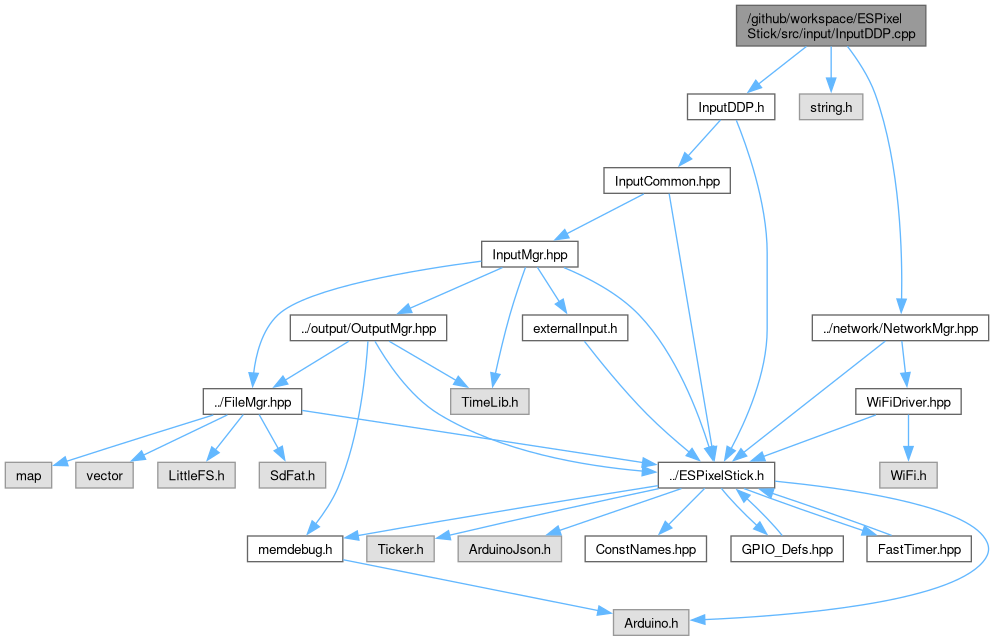 /github/workspace/ESPixel
Stick/src/input/InputDDP.cpp
InputDDP.h
string.h
InputCommon.hpp
InputMgr.hpp
../output/OutputMgr.hpp
externalInput.h
../network/NetworkMgr.hpp
../FileMgr.hpp
TimeLib.h
WiFiDriver.hpp
map
vector
LittleFS.h
SdFat.h
../ESPixelStick.h
WiFi.h
memdebug.h
Ticker.h
ArduinoJson.h
ConstNames.hpp
GPIO_Defs.hpp
FastTimer.hpp
Arduino.h